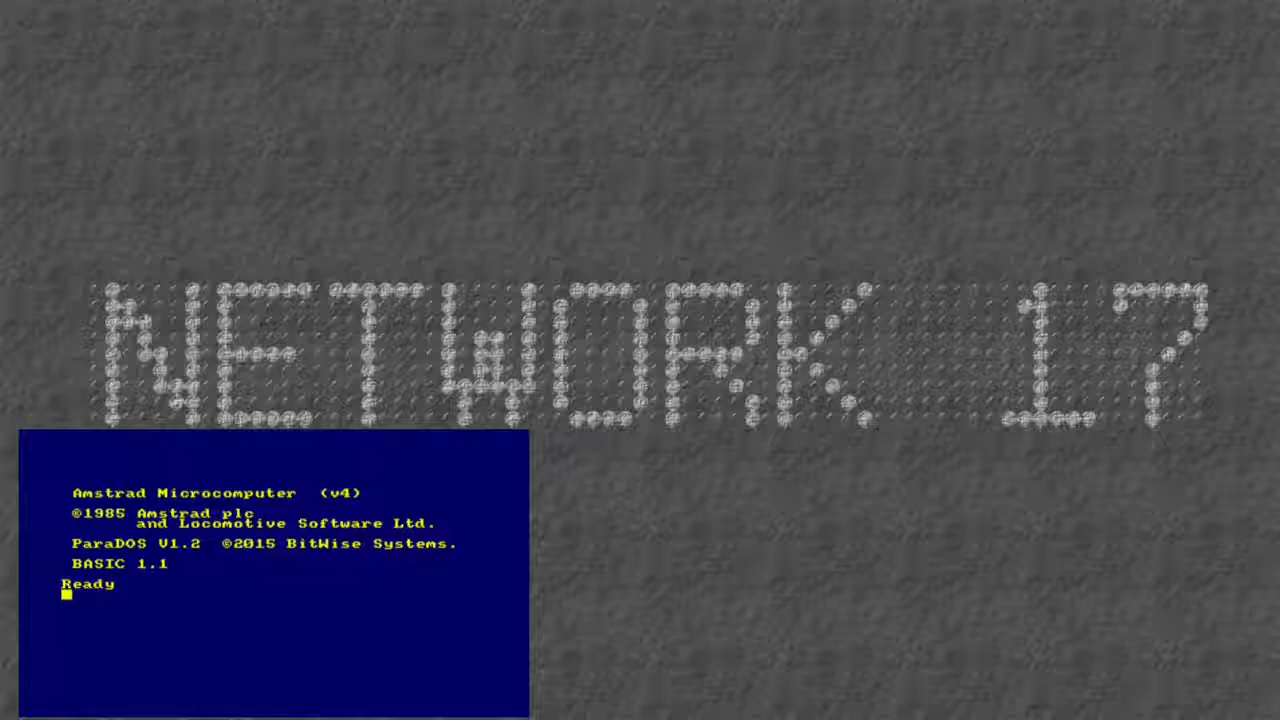 NETWORK 17
Amstrad Microcomputer (v4)
©1985 Amstrad plc
and Locomotive Software Ltd.
ParaDOS V1.2 ©2015 BitWise Systems.
BASIC 1.1
Ready